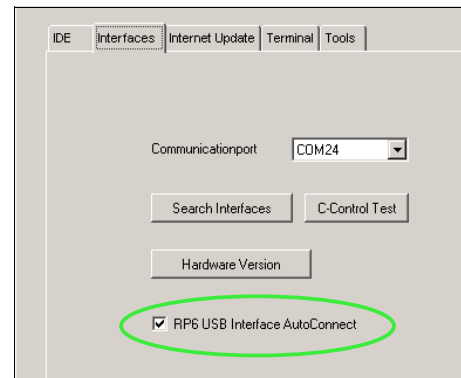 IDE Interfaces Internet Update Terminal Tools
Communicationport COM24
Search Interfaces C-Control Test
Hardware Version
RP6 USB Interface AutoConnect